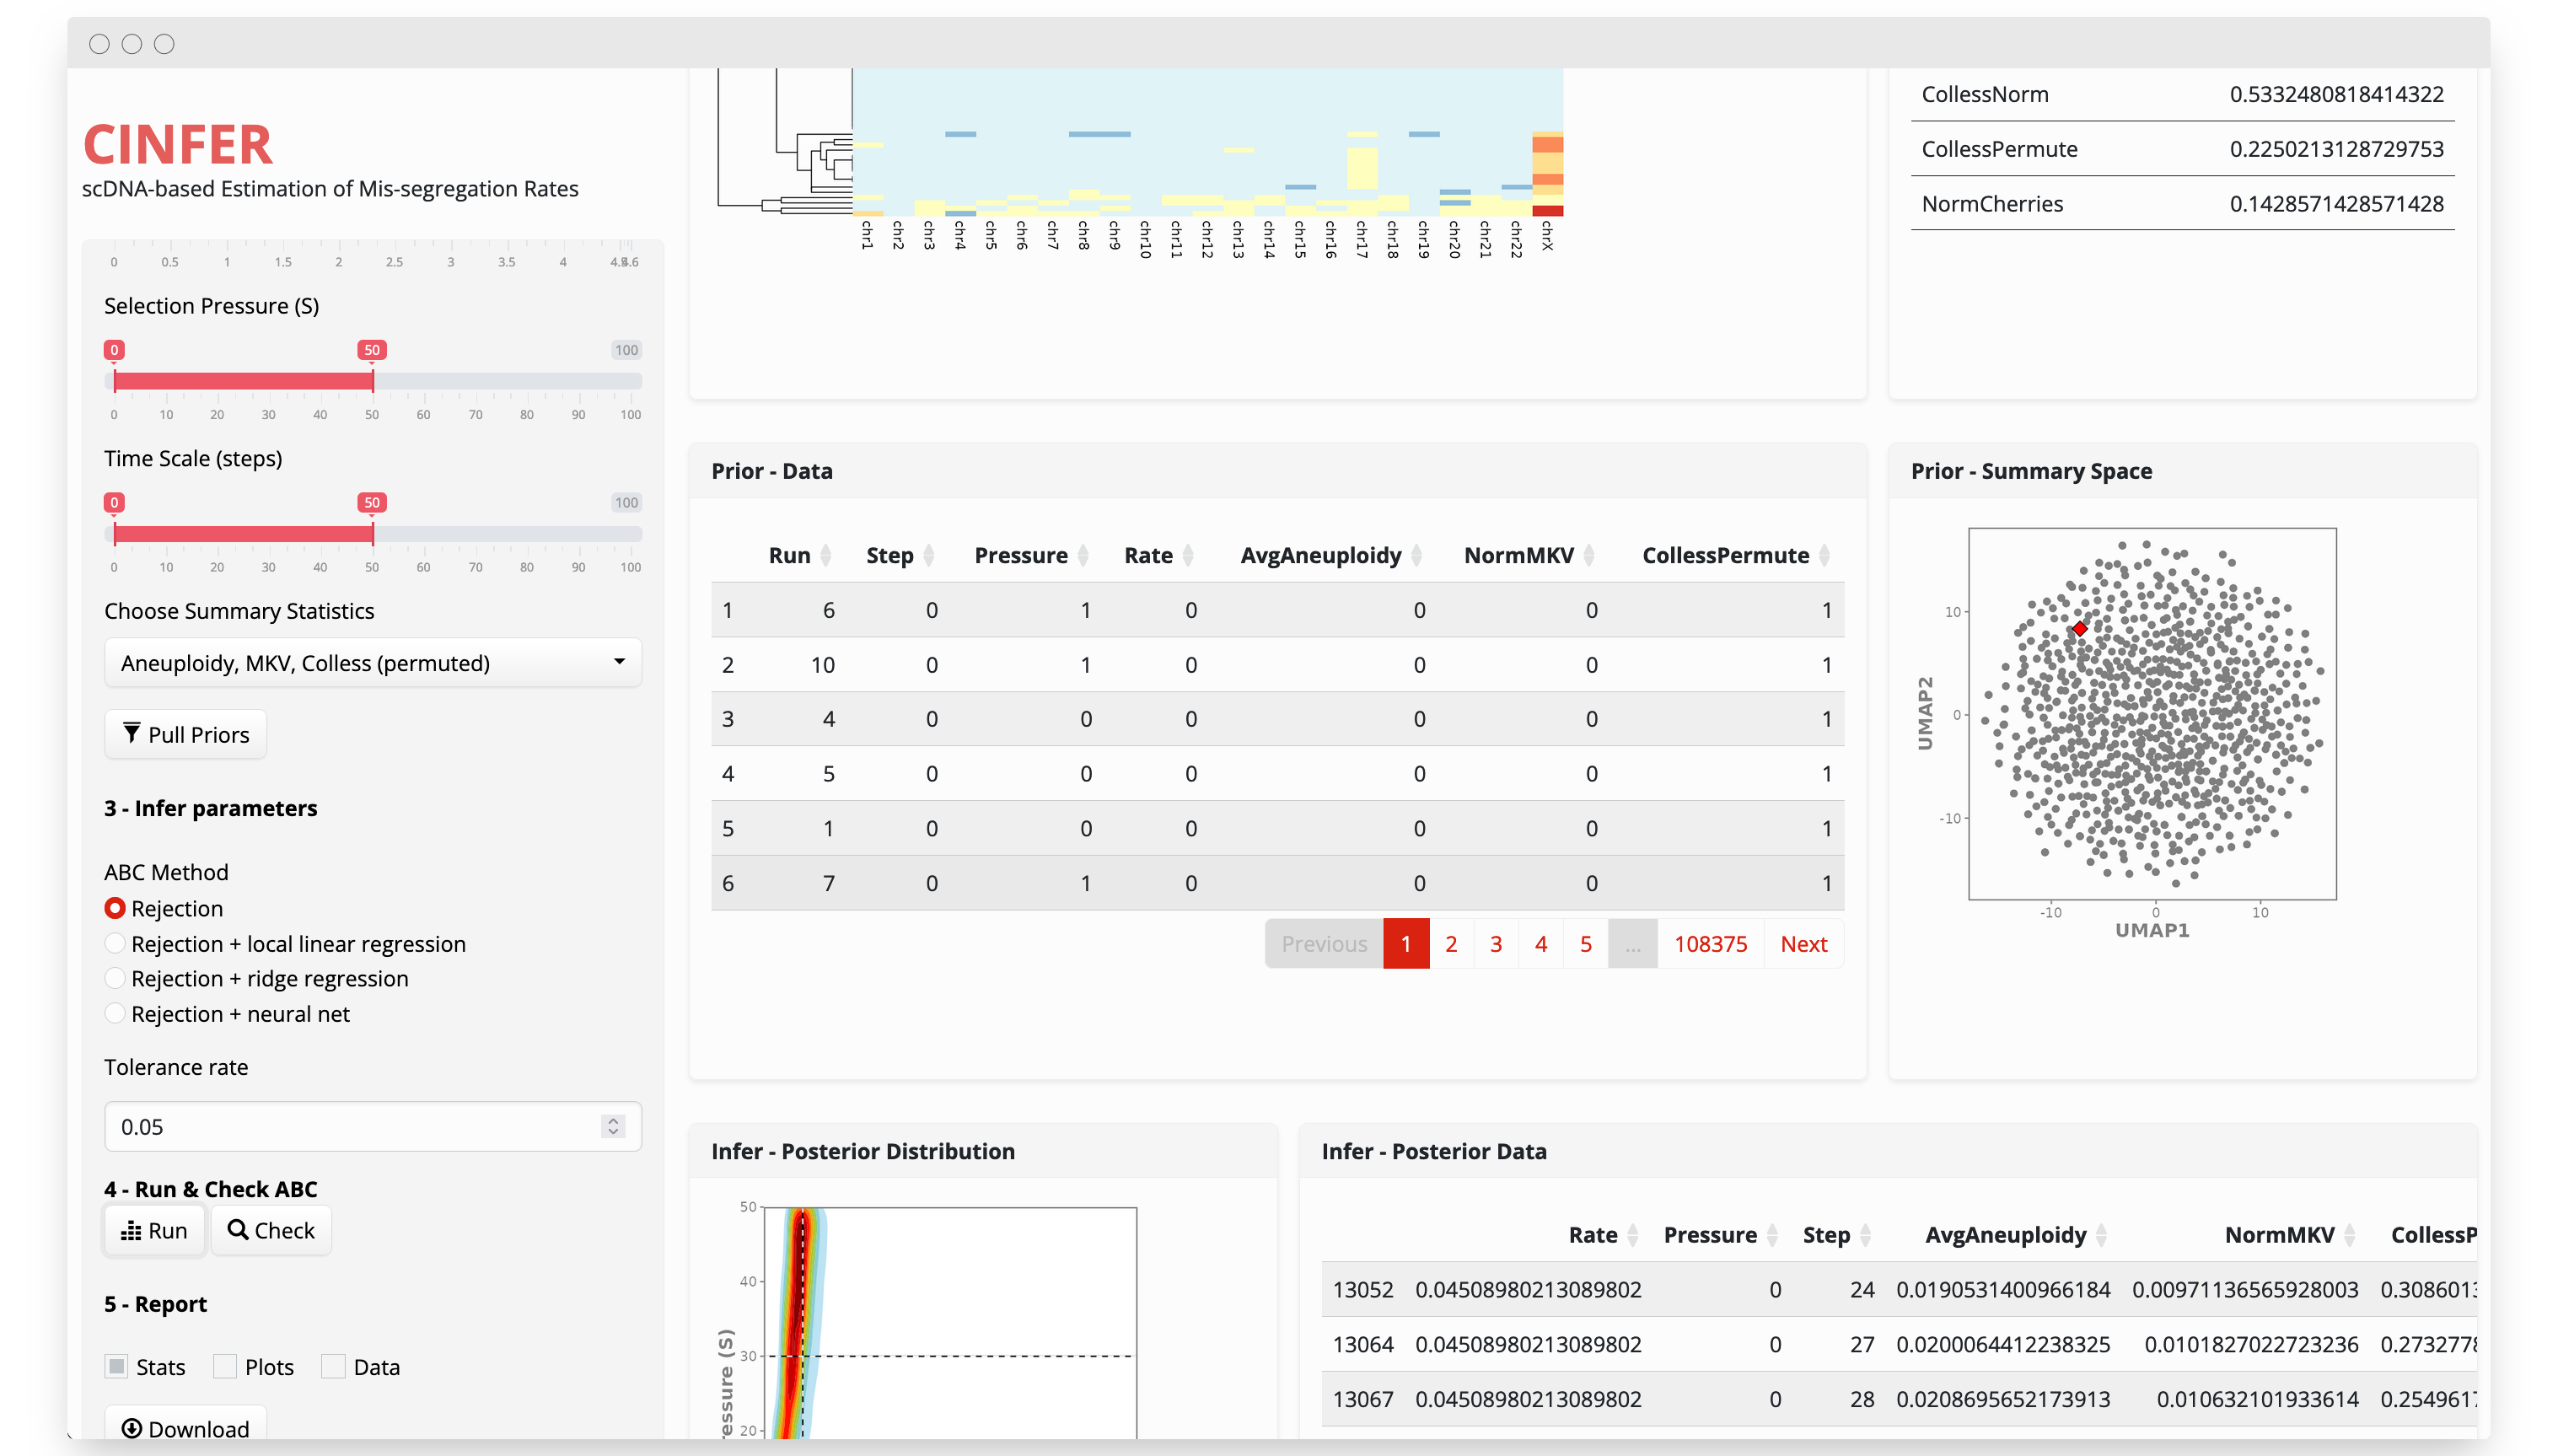 CINFER
scDNA-based Estimation of Mis-segregation Rates
0 0.5 1 1.5 2 2.5 3 3.5 4 4.6
Selection Pressure (S)
0 50 100
0 10 20 30 40 50 60 70 80 90 100
Time Scale (steps)
0 50 100
0 10 20 30 40 50 60 70 80 90 100
Choose Summary Statistics
Aneuploidy, MKV, Colless (permuted)
Pull Priors
3 - Infer parameters
ABC Method
Rejection
Rejection + local linear regression
Rejection + ridge regression
Rejection + neural net
Tolerance rate
0.05
4 - Run & Check ABC
Run Check
5 - Report
Stats Plots Data
Download
chr1 chr2 chr3 chr4 chr5 chr6 chr7 chr8 chr9 chr10 chr11 chr12 chr13 chr14 chr15 chr16 chr17 chr18 chr19 chr20 chr21 chr22 chrX
CollessNorm 0.5332480818414322
CollessPermute 0.2250213128729753
NormCherries 0.1428571428571428
Prior - Data
Run Step Pressure Rate AvgAneuploidy NormMKV CollessPermute
1 6 0 1 0 0 0 1
2 10 0 1 0 0 0 1
3 4 0 0 0 0 0 1
4 5 0 0 0 0 0 1
5 1 0 0 0 0 0 1
6 7 0 1 0 0 0 1
Previous 1 2 3 4 5 ... 108375 Next
Prior - Summary Space
10
0
-10
UMAP2
-10 0 10
UMAP1
Infer - Posterior Distribution
50
40
30
20
ressure (S)
Infer - Posterior Data
Rate Pressure Step AvgAneuploidy NormMKV CollessP
13052 0.04508980213089802 0 24 0.0190531400966184 0.00971136565928003 0.308601
13064 0.04508980213089802 0 27 0.0200064412238325 0.0101827022723236 0.273277
13067 0.04508980213089802 0 28 0.0208695652173913 0.010632101933614 0.254961